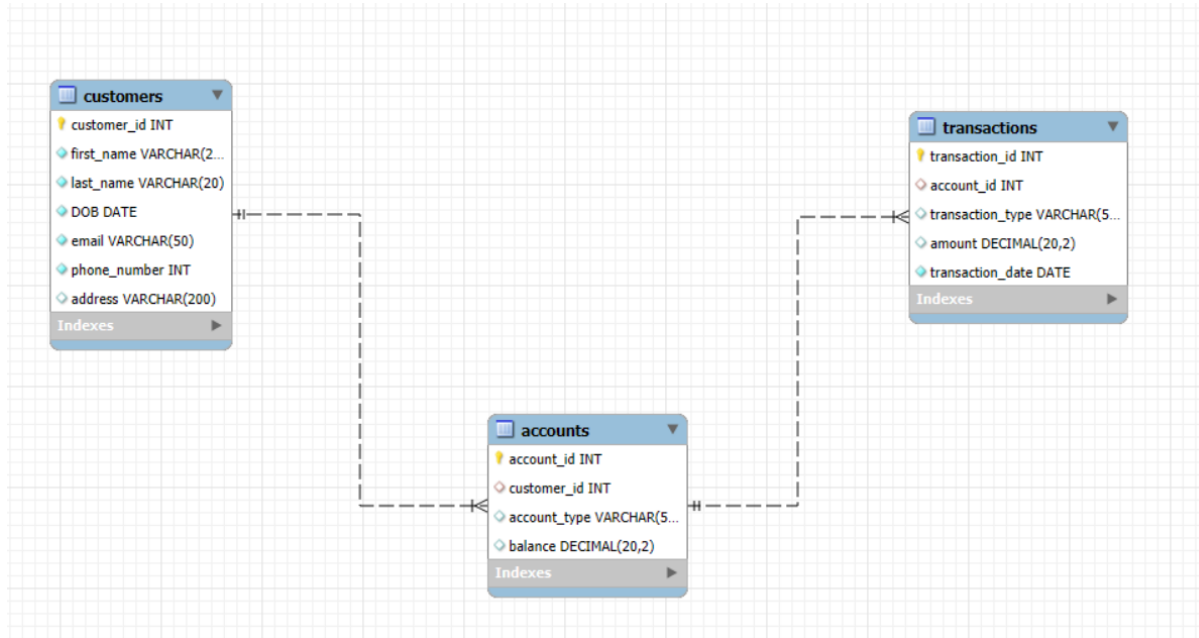 customers
customer_id INT
first_name VARCHAR(2...
last_name VARCHAR(20)
DOB DATE
email VARCHAR(50)
phone_number INT
address VARCHAR(200)
Indexes
transactions
transaction_id INT
account_id INT
transaction_type VARCHAR(5...
amount DECIMAL(20,2)
transaction_date DATE
Indexes
accounts
account_id INT
customer_id INT
account_type VARCHAR(5...
balance DECIMAL(20,2)
Indexes